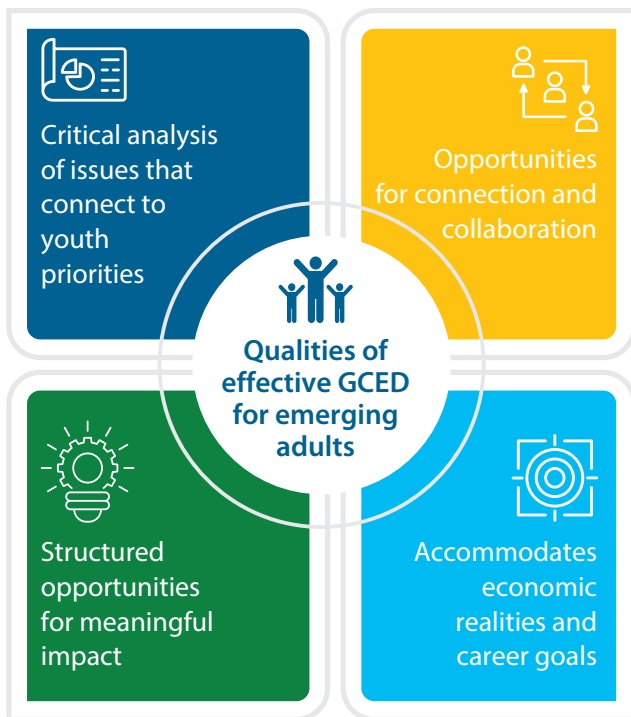 Critical analysis
of issues that
connect to
youth
priorities
Opportunities
for connection and
collaboration
Qualities of
effective GCED
for emerging
adults
Structured
opportunities
for meaningful
impact
Accommodates
economic
realities and
career goals